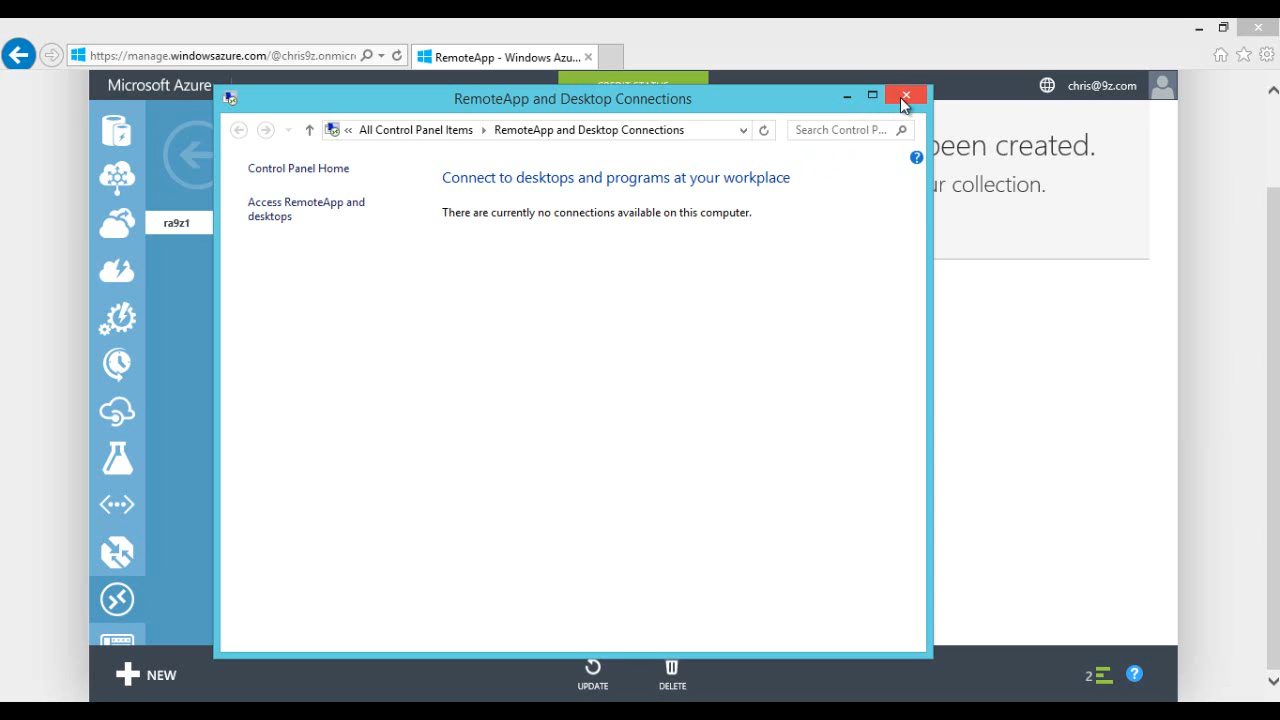 https://manage.windowsazure.com/@chris9z.onmicr
RemoteApp - Windows Azu...
Microsoft Azure
CREDIT STATUS
chris@9z.com
RemoteApp and Desktop Connections
All Control Panel Items
RemoteApp and Desktop Connections
Search Control P...
been created.
Control Panel Home
Connect to desktops and programs at your workplace
ur collection.
Access RemoteApp and
desktops
There are currently no connections available on this computer.
ra9z1
NEW
UPDATE
DELETE
2